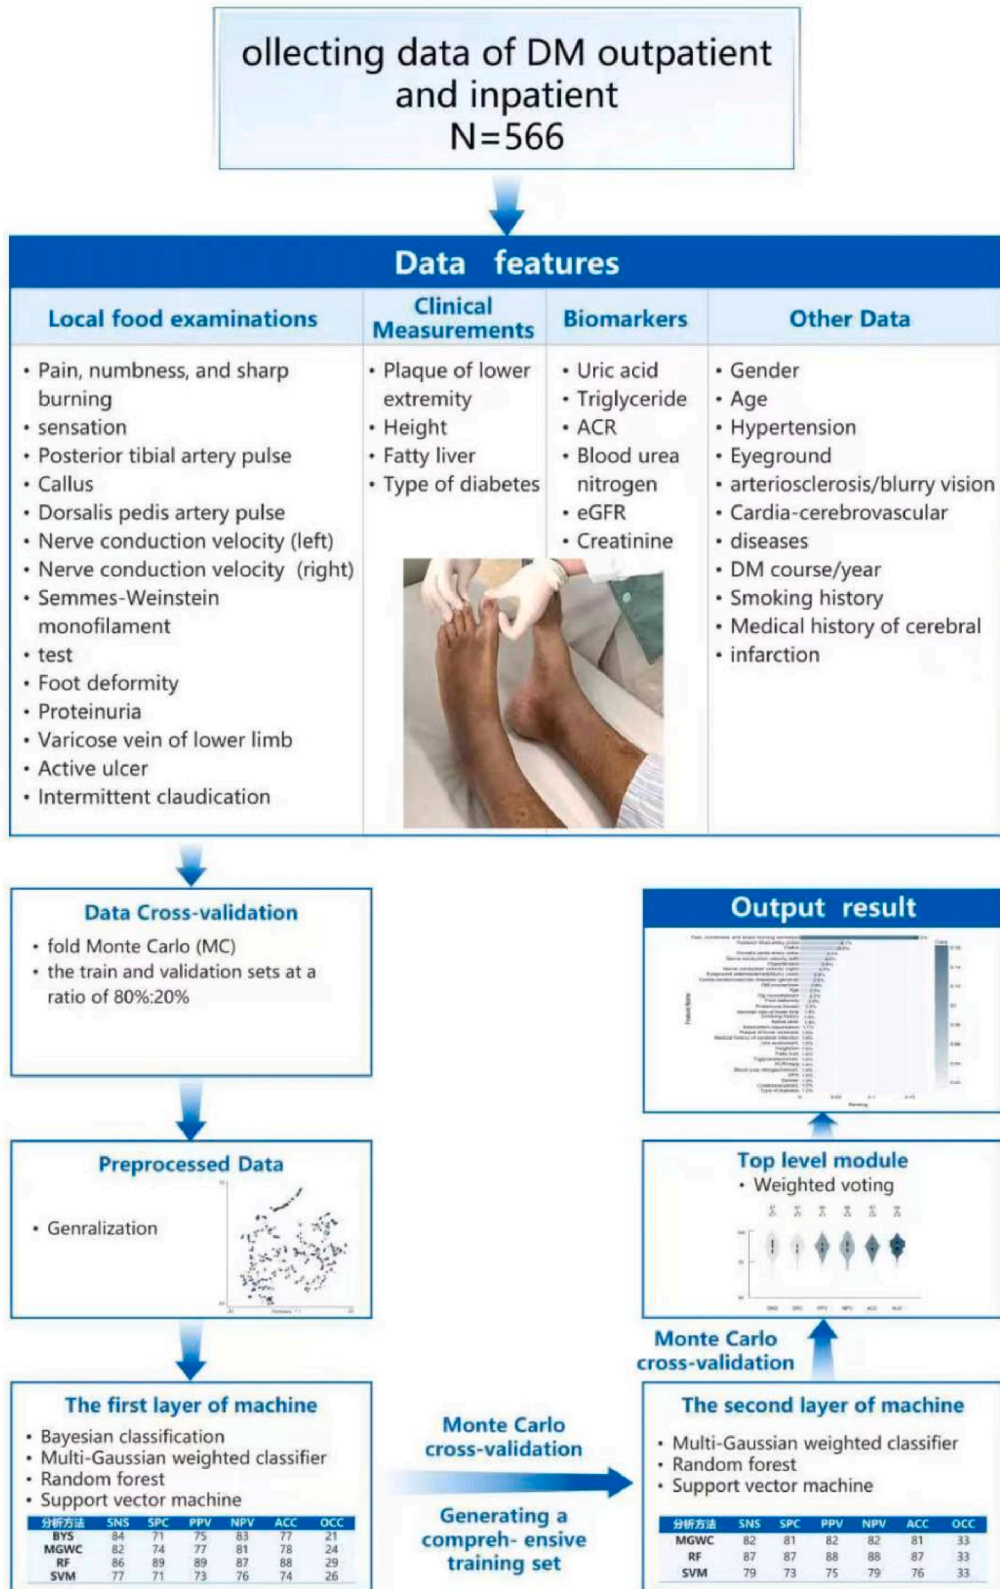 ollecting data of DM outpatient
and inpatient
N=566
Data features
Local food examinations
• Pain, numbness, and sharp
burning
• sensation
• Posterior tibial artery pulse
• Callus
• Dorsalis pedis artery pulse
• Nerve conduction velocity (left)
• Nerve conduction velocity (right)
• Semmes-Weinstein
monofilament
• test
• Foot deformity
• Proteinuria
• Varicose vein of lower limb
• Active ulcer
• Intermittent claudication
Clinical
Measurements
• Plaque of lower
extremity
• Height
• Fatty liver
• Type of diabetes
Biomarkers
• Uric acid
• Triglyceride
• ACR
• Blood urea
nitrogen
• eGFR
• Creatinine
Other Data
• Gender
• Age
• Hypertension
• Eyeground
• arteriosclerosis/blurry vision
• Cardia-cerebrovascular
• diseases
• DM course/year
• Smoking history
• Medical history of cerebral
• infarction
Data Cross-validation
• fold Monte Carlo (MC)
• the train and validation sets at a
ratio of 80%:20%
Preprocessed Data
• Genralization
The first layer of machine
• Bayesian classification
• Multi-Gaussian weighted classifier
• Random forest
• Support vector machine
分析方法 SNS SPC PPV NPV ACC OCC
BYS 84 71 75 83 77 21
MGWC 82 74 77 81 78 24
RF 86 89 89 87 88 29
SVM 77 71 73 76 74 26
Monte Carlo
cross-validation
Generating a
compreh- ensive
training set
The second layer of machine
• Multi-Gaussian weighted classifier
• Random forest
• Support vector machine
分析方法 SNS SPC PPV NPV ACC OCC
MGWC 82 81 82 82 81 33
RF 87 87 88 88 87 33
SVM 79 73 75 79 76 33
Monte Carlo
cross-validation
Top level module
• Weighted voting
SNS SPC PPV NPV ACC AUC
Output result